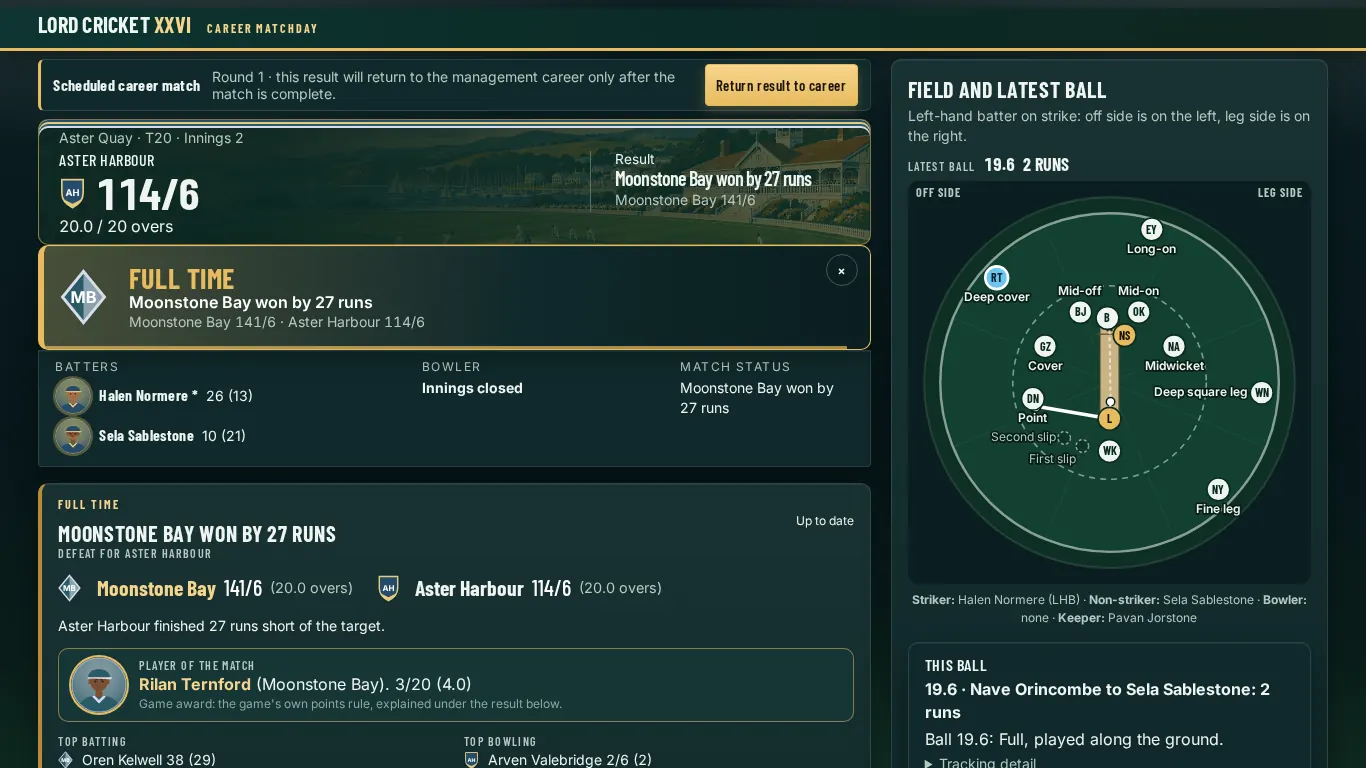 LORD CRICKET XXVI CAREER MATCHDAY
Scheduled career match
Round 1 · this result will return to the management career only after the
match is complete.
Return result to career
Aster Quay · T20 · Innings 2
ASTER HARBOUR
AH 114/6
20.0 / 20 overs
Result
Moonstone Bay won by 27 runs
Moonstone Bay 141/6
MB
FULL TIME
Moonstone Bay won by 27 runs
Moonstone Bay 141/6 · Aster Harbour 114/6
×
BATTERS
Halen Normere * 26 (13)
Sela Sablestone 10 (21)
BOWLER
Innings closed
MATCH STATUS
Moonstone Bay won by
27 runs
FULL TIME
MOONSTONE BAY WON BY 27 RUNS
DEFEAT FOR ASTER HARBOUR
Up to date
MB Moonstone Bay 141/6 (20.0 overs) AH Aster Harbour 114/6 (20.0 overs)
Aster Harbour finished 27 runs short of the target.
PLAYER OF THE MATCH
Rilan Ternford (Moonstone Bay). 3/20 (4.0)
Game award: the game's own points rule, explained under the result below.
TOP BATTING
MB Oren Kelwell 38 (29)
TOP BOWLING
AH Arven Valebridge 2/6 (2)
FIELD AND LATEST BALL
Left-hand batter on strike: off side is on the left, leg side is on
the right.
LATEST BALL 19.6 2 RUNS
OFF SIDE LEG SIDE
EY
Long-on
RT
Deep cover
Mid-off Mid-on
BJ B OK
NS
GZ NA
Cover Midwicket
Deep square leg WN
DN
Point L
Second slip
WK
First slip
NY
Fine leg
Striker: Halen Normere (LHB) · Non-striker: Sela Sablestone · Bowler:
none · Keeper: Pavan Jorstone
THIS BALL
19.6 · Nave Orincombe to Sela Sablestone: 2
runs
Ball 19.6: Full, played along the ground.
▶ Tracking detail